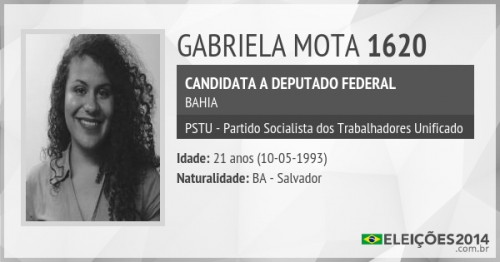 GABRIELA MOTA 1620
CANDIDATA A DEPUTADO FEDERAL
BAHIA
PSTU - Partido Socialista dos Trabalhadores Unificado
Idade: 21 anos (10-05-1993)
Naturalidade: BA - Salvador
ELEIÇÕES2014
.com.br